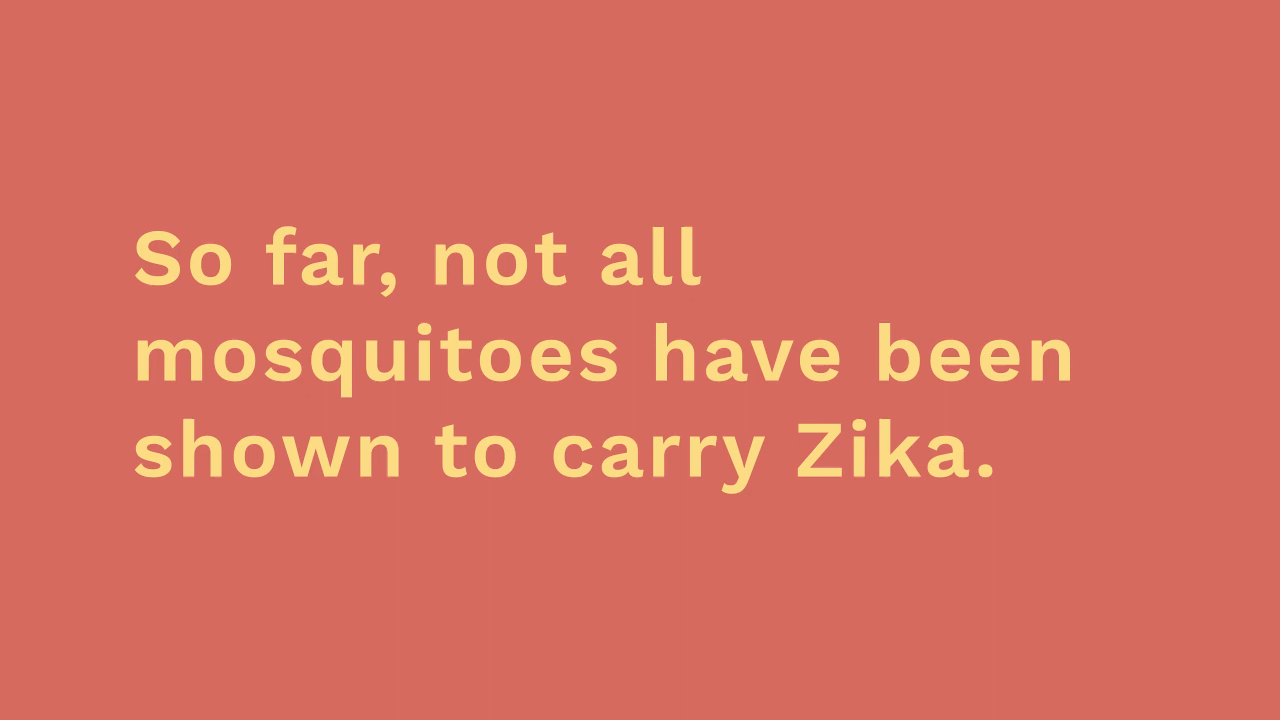 So far, not all
mosquitoes have been
shown to carry Zika.